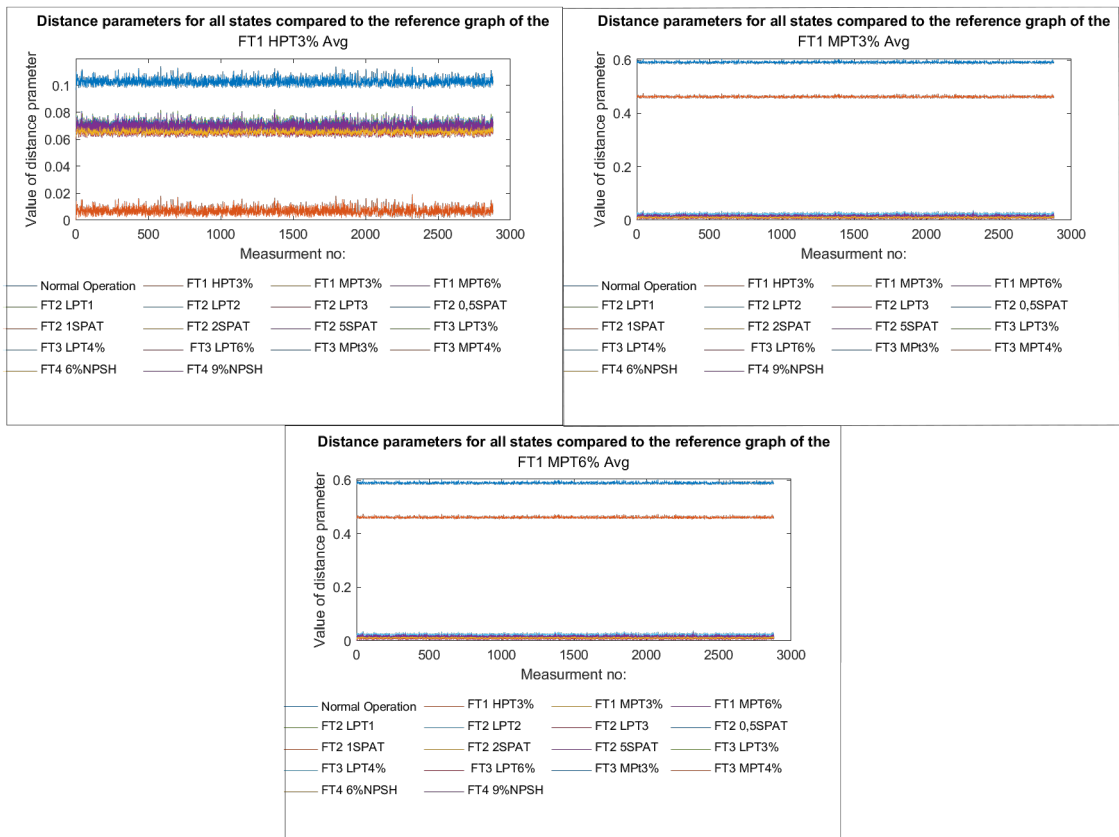 Distance parameters for all states compared to the reference graph of the
FT1 HPT3% Avg
Value of distance prameter
0.1
0.08
0.06
0.04
0.02
0
0 500 1000 1500 2000 2500 3000
Measurment no:
Normal Operation FT1 HPT3% FT1 MPT3% FT1 MPT6%
FT2 LPT1 FT2 LPT2 FT2 LPT3 FT2 0,5SPAT
FT2 1SPAT FT2 2SPAT FT2 5SPAT FT3 LPT3%
FT3 LPT4% FT3 LPT6% FT3 MPt3% FT3 MPT4%
FT4 6%NPSH FT4 9%NPSH
Distance parameters for all states compared to the reference graph of the
FT1 MPT3% Avg
Value of distance prameter
0.6
0.4
0.2
0
0 500 1000 1500 2000 2500 3000
Measurment no:
Normal Operation FT1 HPT3% FT1 MPT3% FT1 MPT6%
FT2 LPT1 FT2 LPT2 FT2 LPT3 FT2 0,5SPAT
FT2 1SPAT FT2 2SPAT FT2 5SPAT FT3 LPT3%
FT3 LPT4% FT3 LPT6% FT3 MPt3% FT3 MPT4%
FT4 6%NPSH FT4 9%NPSH
Distance parameters for all states compared to the reference graph of the
FT1 MPT6% Avg
Value of distance prameter
0.6
0.4
0.2
0
0 500 1000 1500 2000 2500 3000
Measurment no:
Normal Operation FT1 HPT3% FT1 MPT3% FT1 MPT6%
FT2 LPT1 FT2 LPT2 FT2 LPT3 FT2 0,5SPAT
FT2 1SPAT FT2 2SPAT FT2 5SPAT FT3 LPT3%
FT3 LPT4% FT3 LPT6% FT3 MPt3% FT3 MPT4%
FT4 6%NPSH FT4 9%NPSH